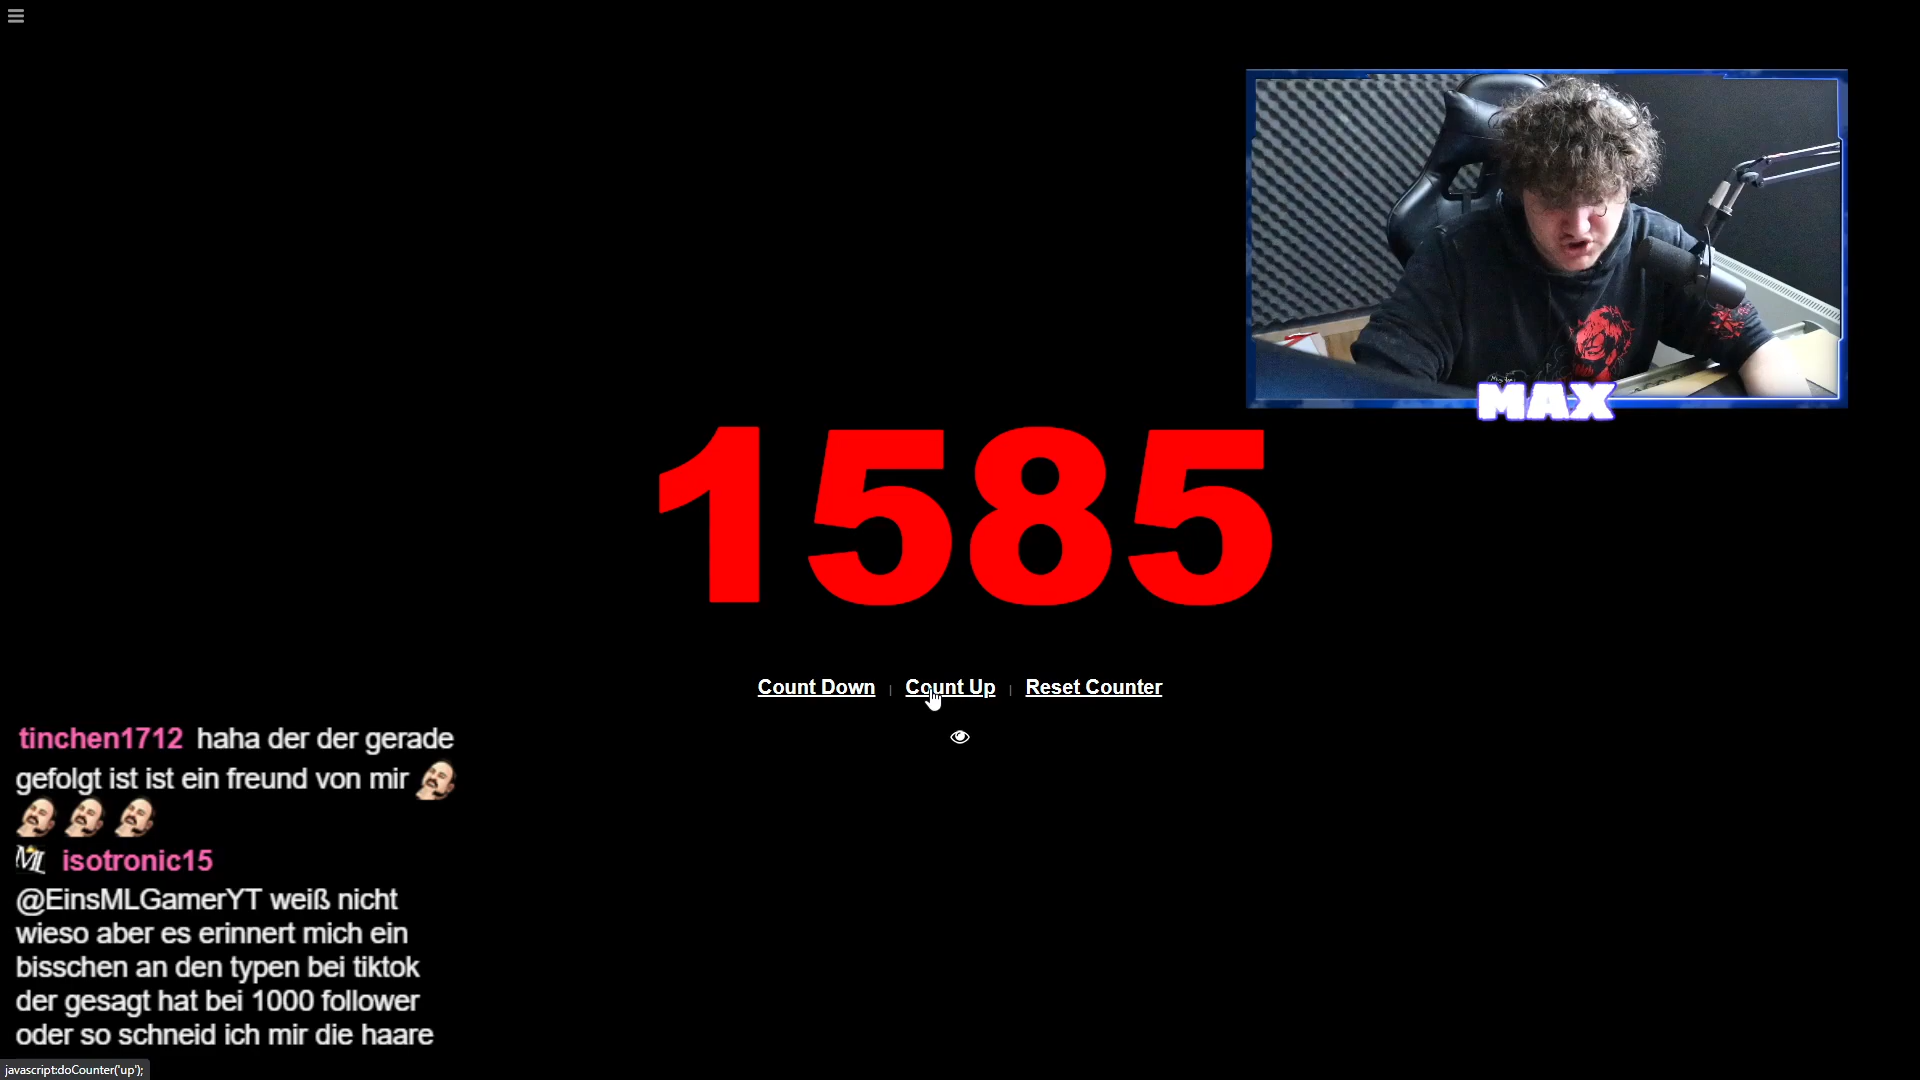 MAX
1585
Count Down | Count Up | Reset Counter
tinchen1712 haha der der gerade
gefolgt ist ist ein freund von mir
ML isotronic15
@EinsMLGamerYT weiß nicht
wieso aber es erinnert mich ein
bisschen an den typen bei tiktok
der gesagt hat bei 1000 follower
oder so schneid ich mir die haare
javascript:doCounter('up');